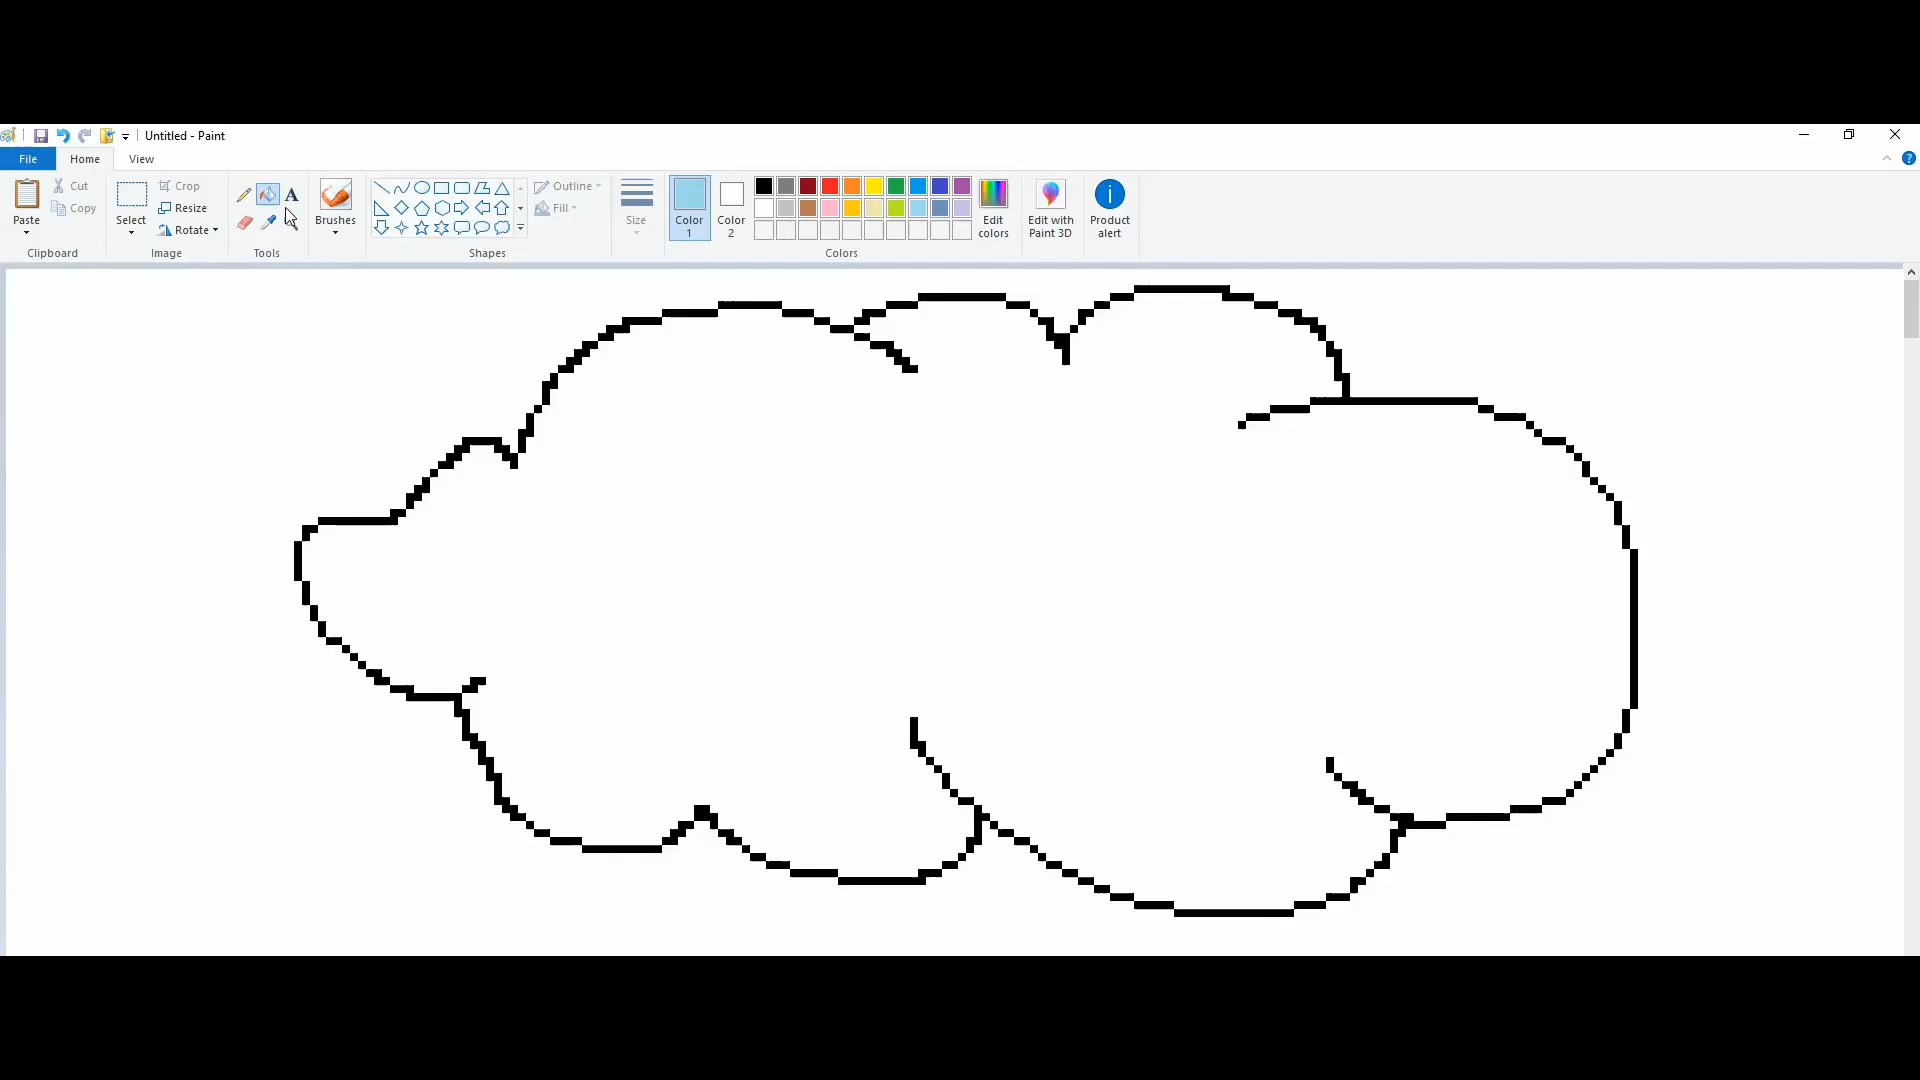 Untitled - Paint
File Home View
Paste
Cut
Copy
Clipboard
Select
Crop
Resize
Rotate
Image
A
Tools
Brushes
Shapes
Outline
Fill
Size
Color 1
Color 2
Edit colors
Colors
Edit with Paint 3D
Product alert